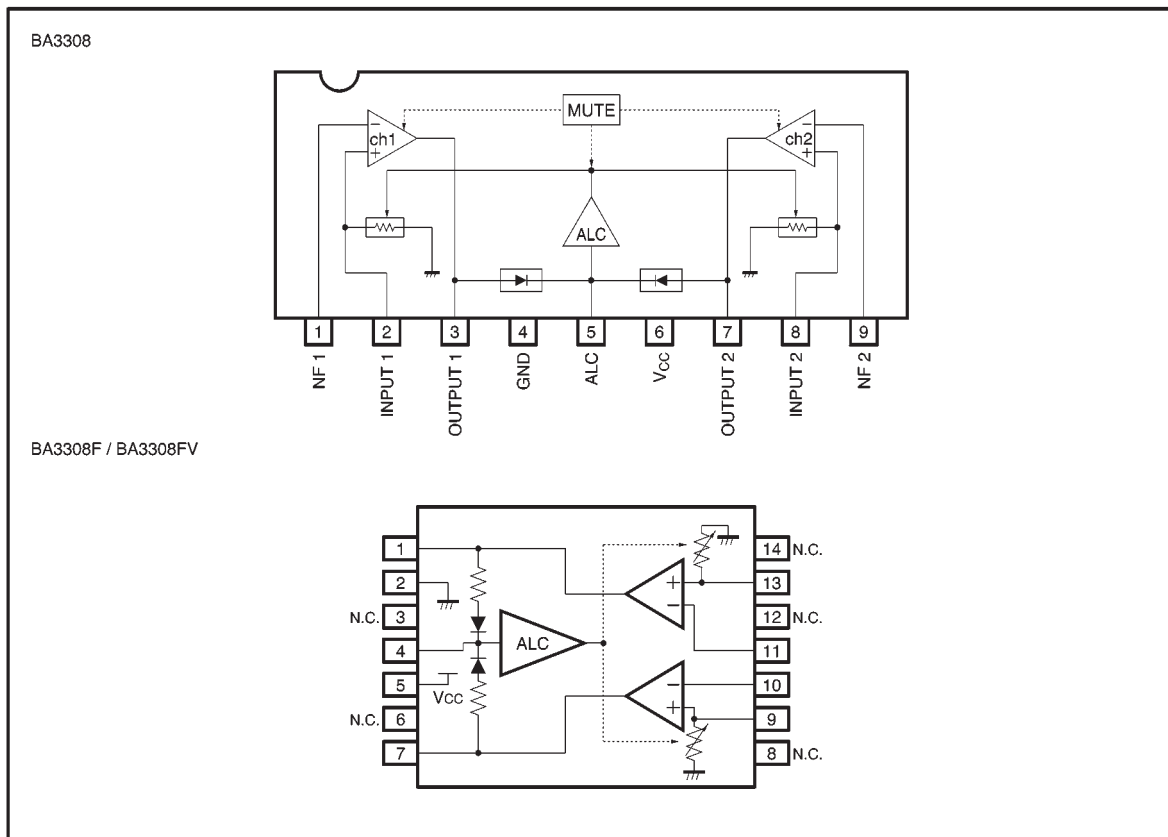 BA3308
MUTE
ch1
ch2
− −
+ +
ALC
1 2 3 4 5 6 7 8 9
NF 1
INPUT 1
OUTPUT 1
GND
ALC
VCC
OUTPUT 2
INPUT 2
NF 2
BA3308F / BA3308FV
1
2
N.C. 3
4
5
N.C. 6
7
VCC
ALC
+
−
−
+
14 N.C.
13
12 N.C.
11
10
9
8 N.C.